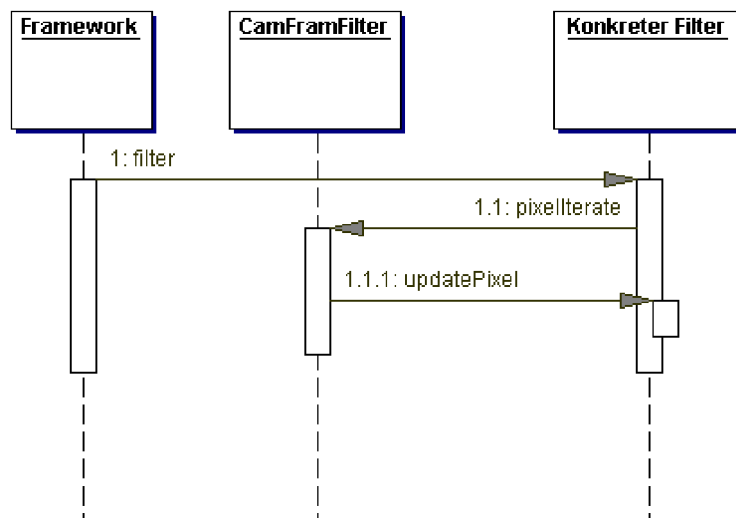 Framework
CamFramFilter
Konkreter Filter
1: filter
1.1: pixelIterate
1.1.1: updatePixel